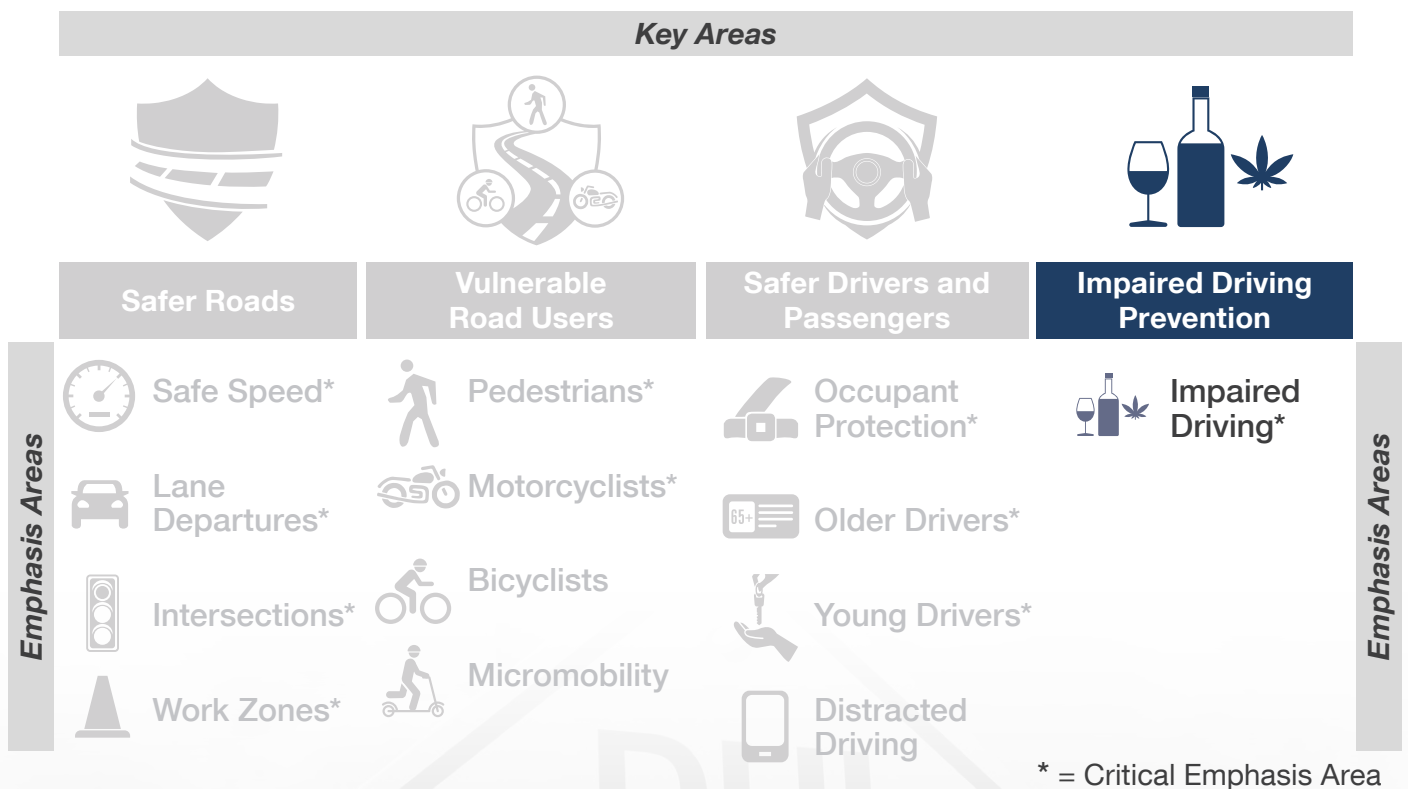 Key Areas
Safer Roads
Vulnerable
Road Users
Safer Drivers and
Passengers
Impaired Driving
Prevention
Emphasis Areas
Safe Speed*
Lane
Departures*
Intersections*
Work Zones*
Pedestrians*
Motorcyclists*
Bicyclists
Micromobility
Occupant
Protection*
65+
Older Drivers*
Young Drivers*
Distracted
Driving
Impaired
Driving*
Emphasis Areas
DUI
* = Critical Emphasis Area